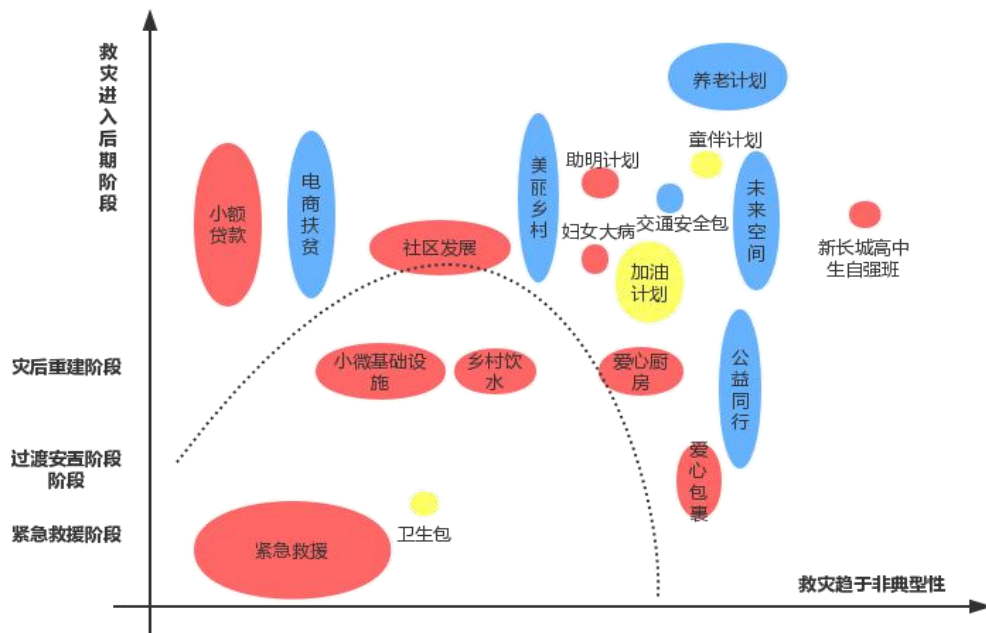 救灾进入后期阶段
养老计划
童伴计划
助明计划
美丽乡村
电商扶贫
未来空间
小额
贷款
交通安全包
妇女大病
社区发展
新长城高中
生自强班
加油
计划
灾后重建阶段
小微基础设
施
乡村饮
水
爱心厨
房
公益同行
过渡安置阶段
阶段
爱心包裹
紧急救援阶段
卫生包
紧急救援
救灾趋于非典型性